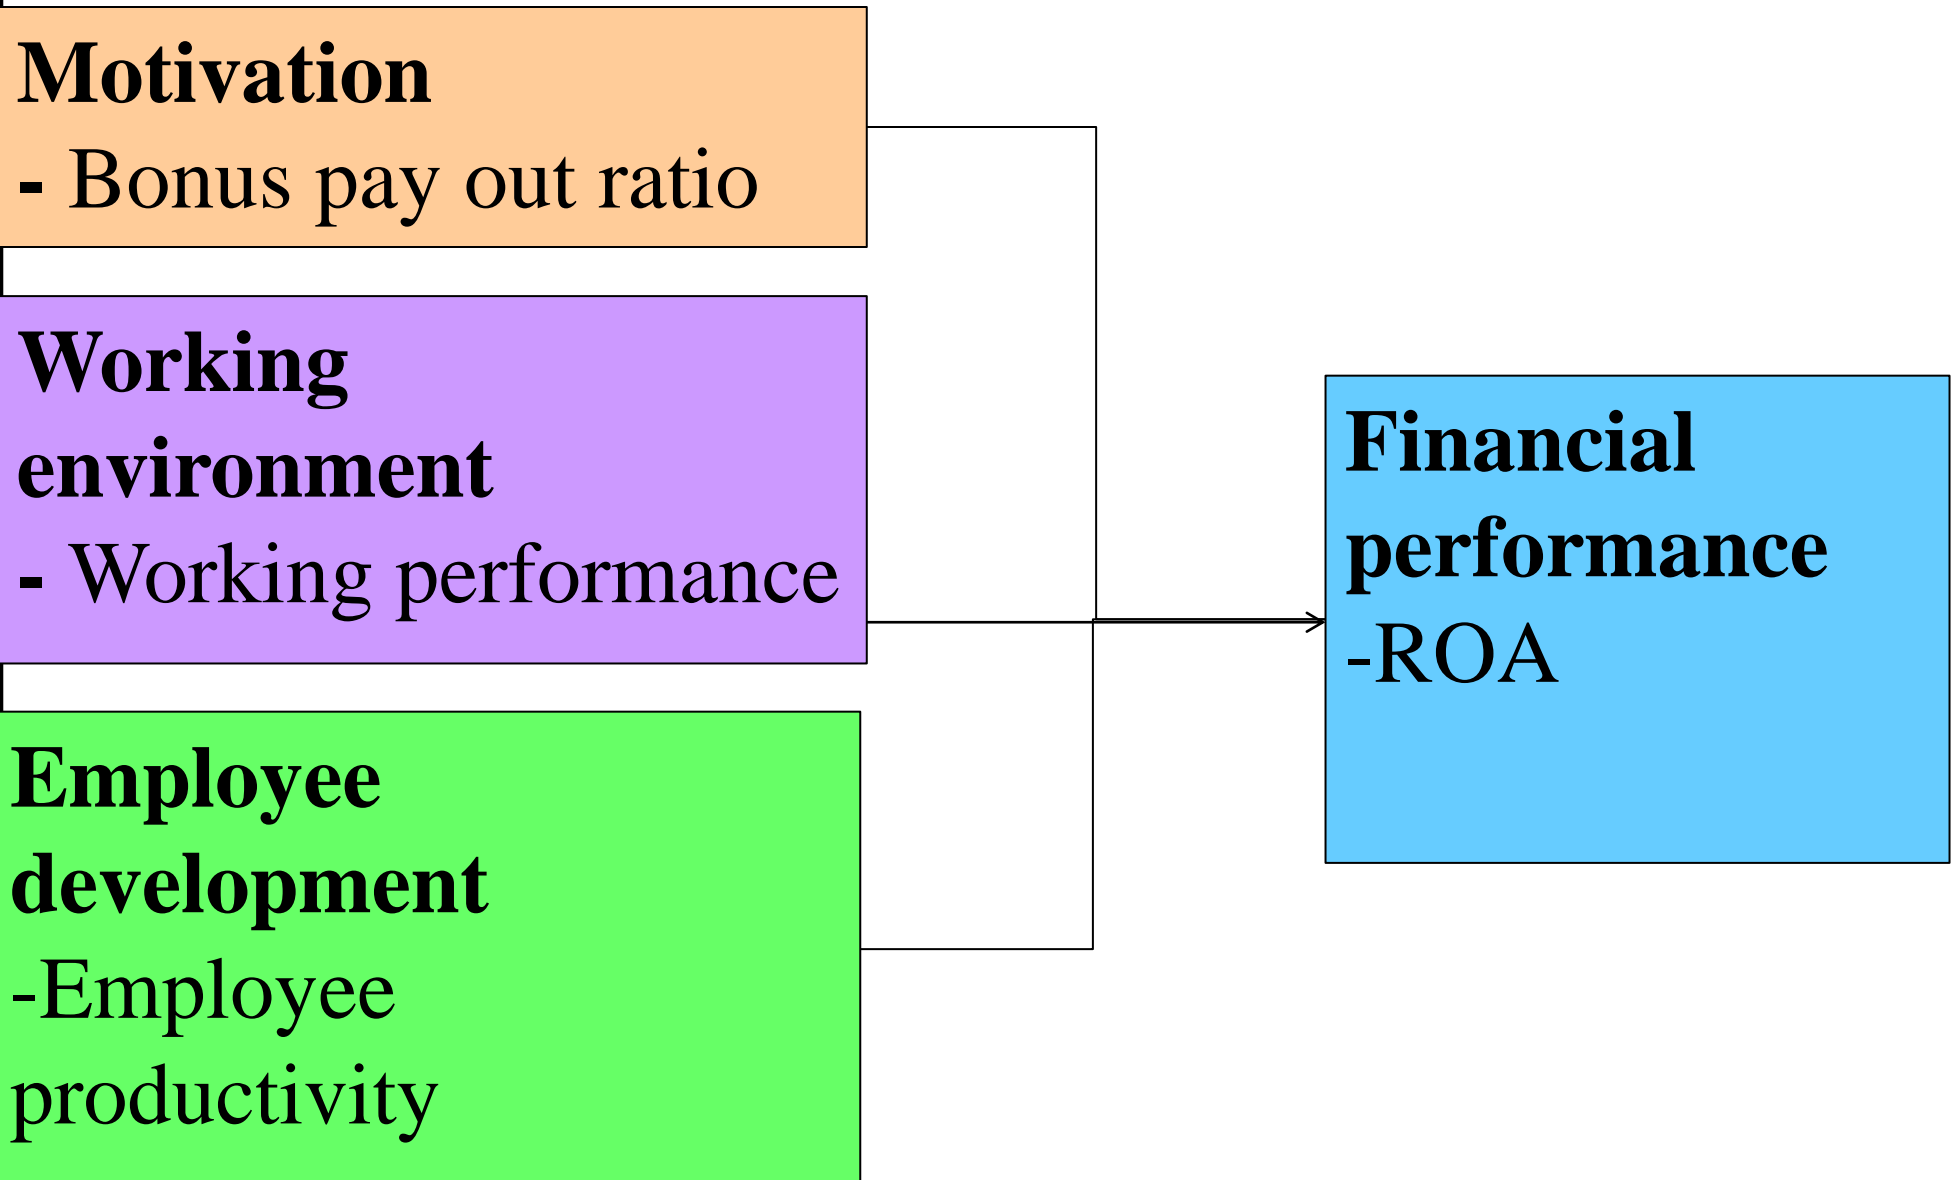 Motivation
- Bonus pay out ratio
Working
environment
- Working performance
Employee
development
-Employee
productivity
Financial
performance
-ROA